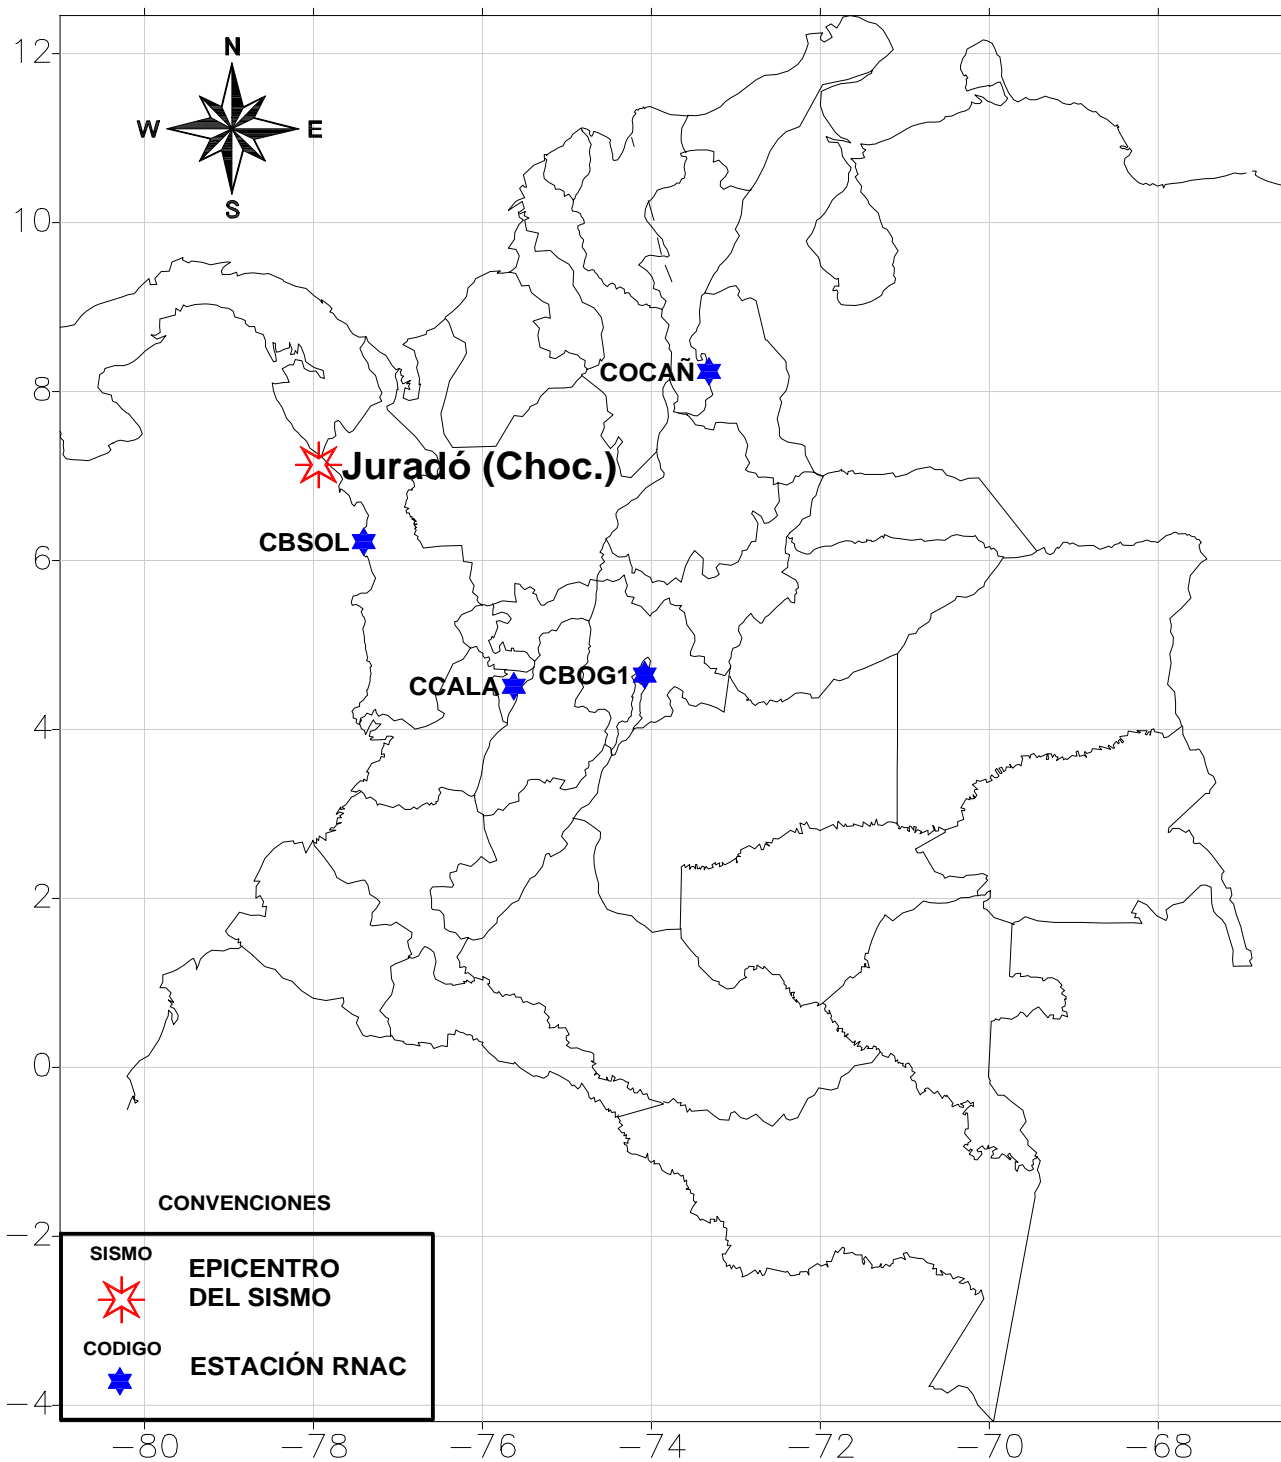 N
W
E
S
12
10
8
6
4
2
0
−2
−4
COCAÑ
Juradó (Choc.)
CBSOL
CBOG1
CCALA
CONVENCIONES
SISMO
EPICENTRO
DEL SISMO
CODIGO
ESTACIÓN RNAC
−80
−78
−76
−74
−72
−70
−68